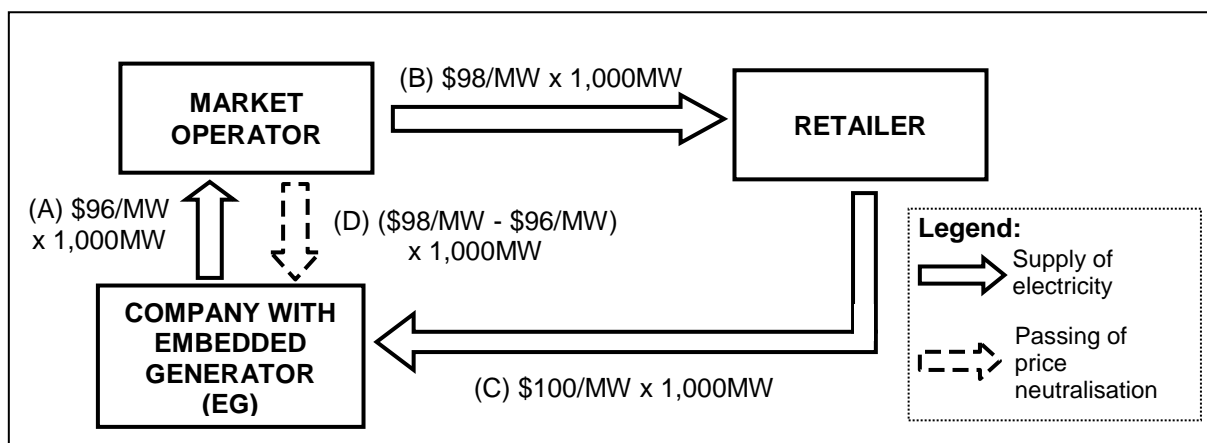 (B) $98/MW x 1,000MW
MARKET
OPERATOR
RETAILER
(A) $96/MW
x 1,000MW
(D) ($98/MW - $96/MW)
x 1,000MW
Legend:
Supply of
electricity
Passing of
price
neutralisation
COMPANY WITH
EMBEDDED
GENERATOR
(EG)
(C) $100/MW x 1,000MW